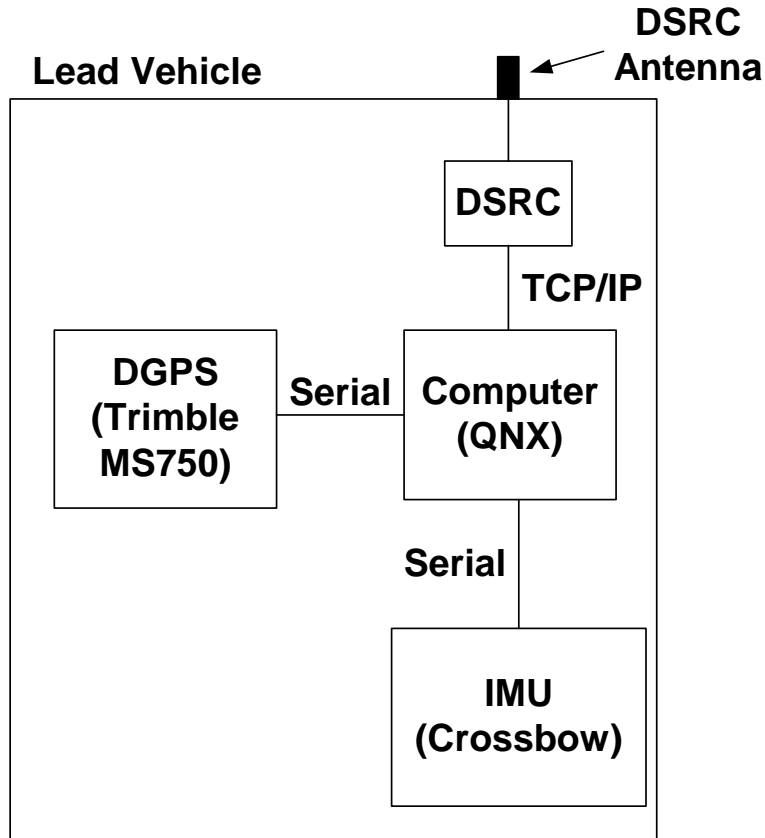 DSRC
Antenna
Lead Vehicle
DSRC
TCP/IP
DGPS
(Trimble
MS750)
Serial
Computer
(QNX)
Serial
IMU
(Crossbow)